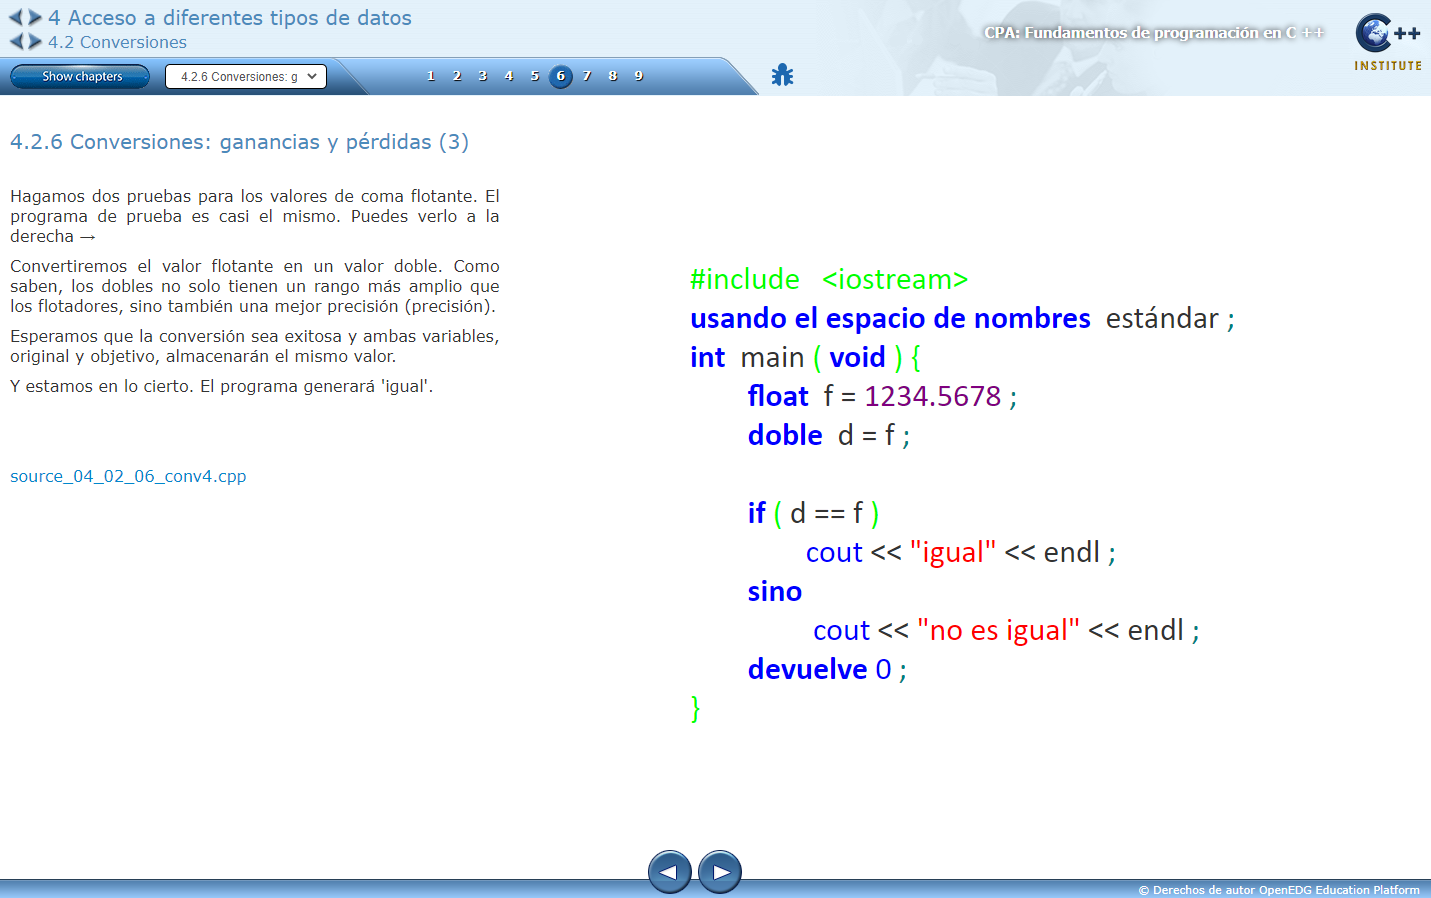 4 Acceso a diferentes tipos de datos
4.2 Conversiones
CPA: Fundamentos de programación en C ++
C++
INSTITUTE
Show chapters
4.2.6 Conversiones: g
1 2 3 4 5 6 7 8 9
4.2.6 Conversiones: ganancias y pérdidas (3)
Hagamos dos pruebas para los valores de coma flotante. El
programa de prueba es casi el mismo. Puedes verlo a la
derecha →
Convertiremos el valor flotante en un valor doble. Como
saben, los dobles no solo tienen un rango más amplio que
los flotadores, sino también una mejor precisión (precisión).
Esperamos que la conversión sea exitosa y ambas variables,
original y objetivo, almacenarán el mismo valor.
Y estamos en lo cierto. El programa generará 'igual'.
source_04_02_06_conv4.cpp
#include <iostream>
usando el espacio de nombres estándar ;
int main ( void ) {
float f = 1234.5678 ;
doble d = f ;
if ( d == f )
cout << "igual" << endl ;
sino
cout << "no es igual" << endl ;
devuelve 0 ;
}
© Derechos de autor OpenEDG Education Platform